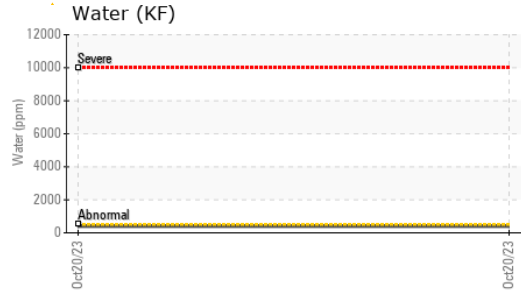 Water (KF)
12000
10000
8000
6000
4000
2000
0
Water (ppm)
Severe
Abnormal
Oct20/23
Oct20/23